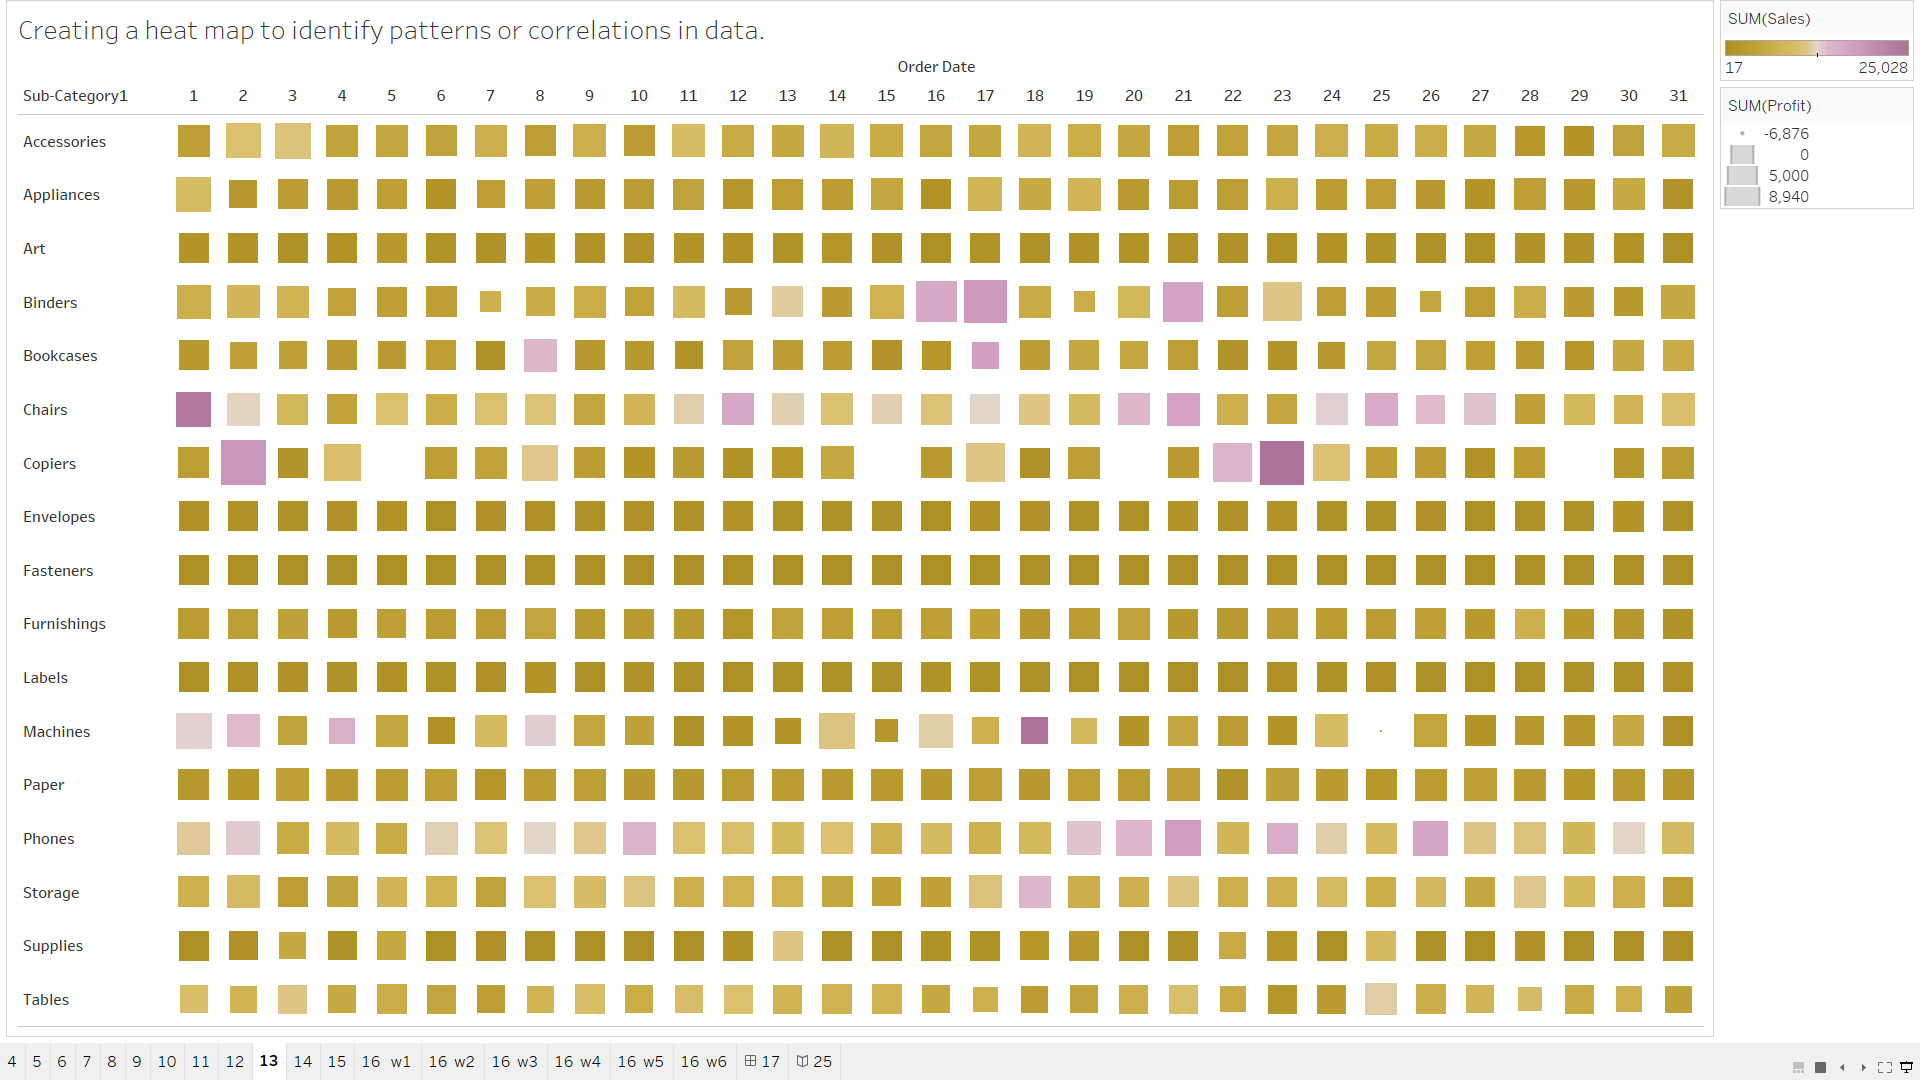 Creating a heat map to identify patterns or correlations in data.
Order Date
Sub-Category1 1 2 3 4 5 6 7 8 9 10 11 12 13 14 15 16 17 18 19 20 21 22 23 24 25 26 27 28 29 30 31
Accessories
Appliances
Art
Binders
Bookcases
Chairs
Copiers
Envelopes
Fasteners
Furnishings
Labels
Machines
Paper
Phones
Storage
Supplies
Tables
SUM(Sales)
17 25,028
SUM(Profit)
-6,876
0
5,000
8,940
4 5 6 7 8 9 10 11 12 13 14 15 16 w1 16 w2 16 w3 16 w4 16 w5 16 w6 17 25